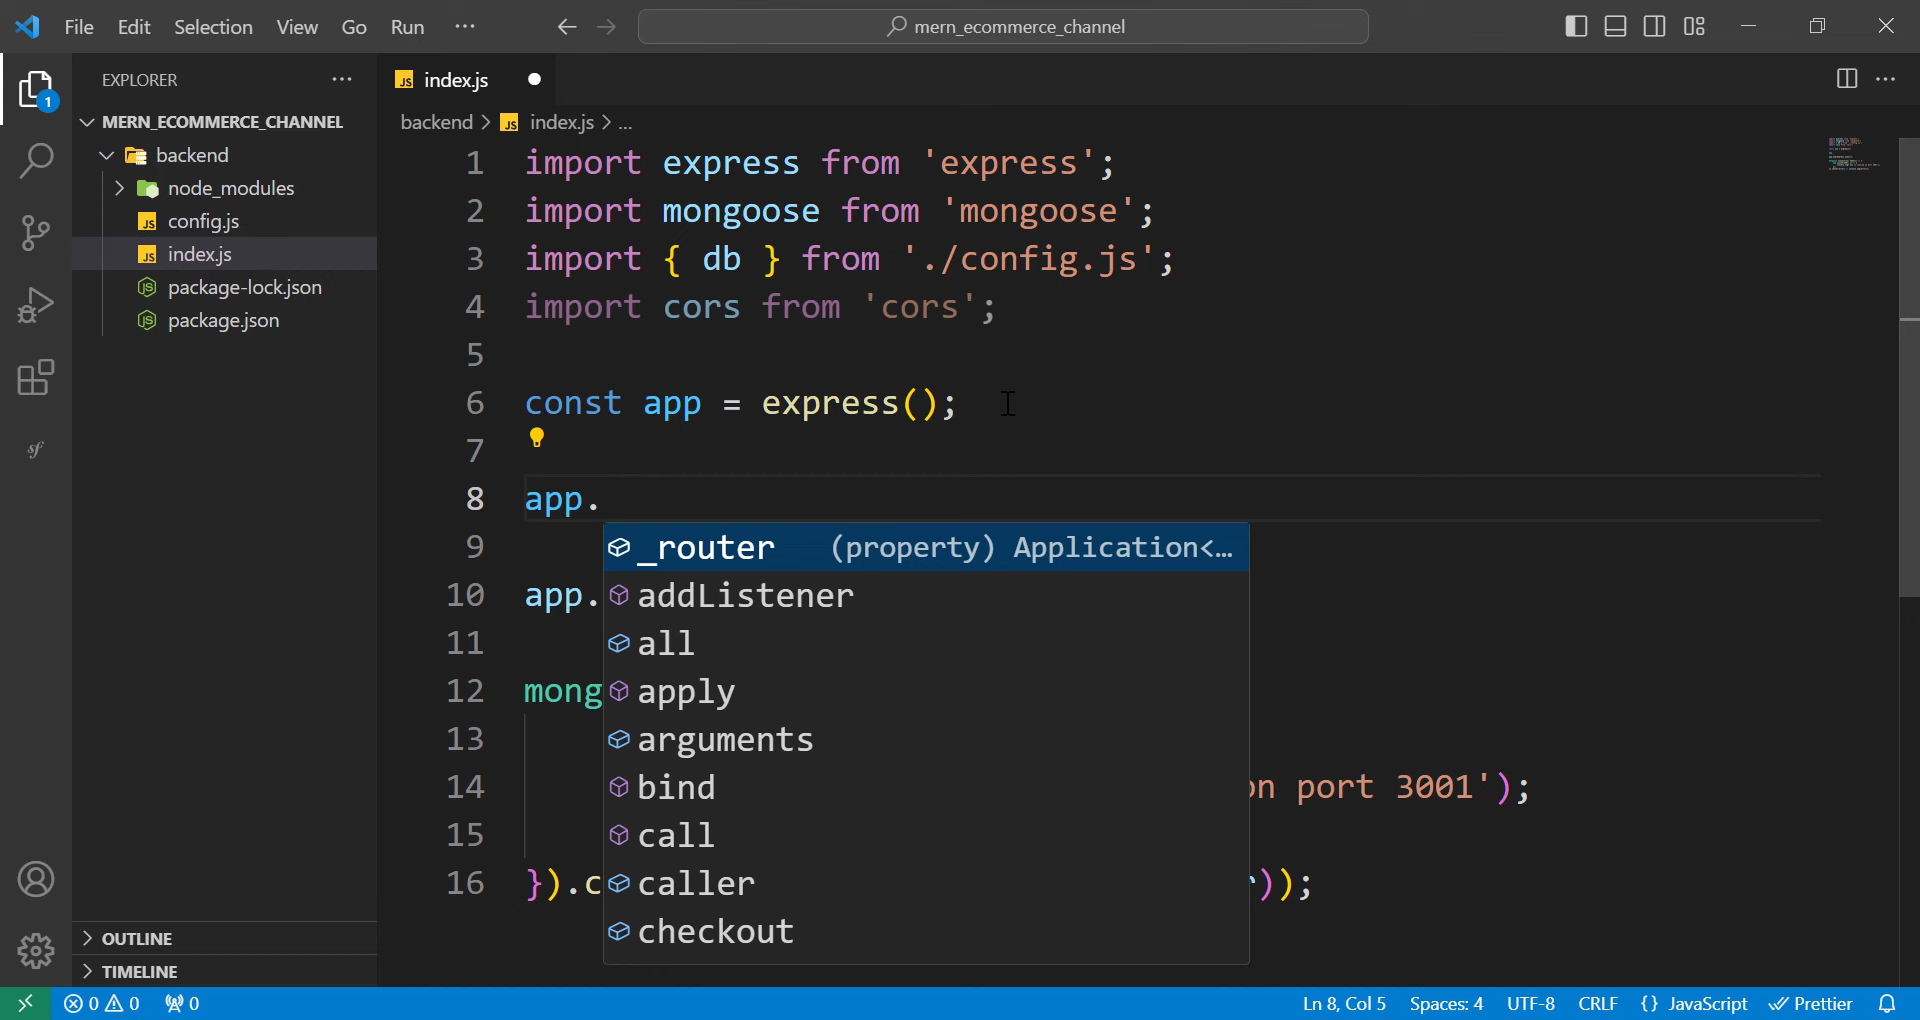 File Edit Selection View Go Run ... mern_ecommerce_channel
EXPLORER ...
MERN_ECOMMERCE_CHANNEL
backend
node_modules
config.js
index.js
package-lock.json
package.json
OUTLINE
TIMELINE
1
index.js
backend > index.js > ...
1 import express from 'express';
2 import mongoose from 'mongoose';
3 import { db } from './config.js';
4 import cors from 'cors';
5
6 const app = express();
7
8 app.
9
10 app.
11
12 mong
13
14 on port 3001');
15
16 }).c ));
_router (property) Application<...
addListener
all
apply
arguments
bind
call
caller
checkout
0 0 0 Ln 8, Col 5 Spaces: 4 UTF-8 CRLF {} JavaScript Prettier